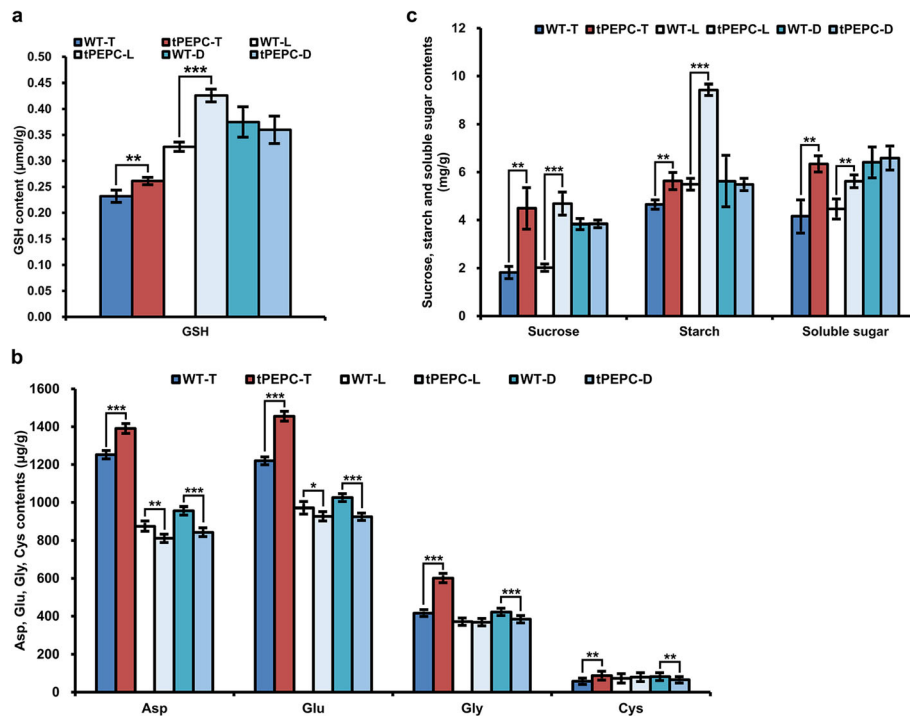 a
WT-T tPEPC-T WT-L
tPEPC-L WT-D tPEPC-D
GSH content (μmol/g)
0.50
0.45
0.40
0.35
0.30
0.25
0.20
0.15
0.10
0.05
0.00
**
***
GSH
c
WT-T tPEPC-T WT-L tPEPC-L WT-D tPEPC-D
Sucrose, starch and soluble sugar contents
(mg/g)
12
10
8
6
4
2
0
** *** ** *** ** **
Sucrose Starch Soluble sugar
b
WT-T tPEPC-T WT-L tPEPC-L WT-D tPEPC-D
Asp, Glu, Gly, Cys contents (μg/g)
1600
1400
1200
1000
800
600
400
200
0
*** ** *** *** * *** *** *** ** **
Asp Glu Gly Cys